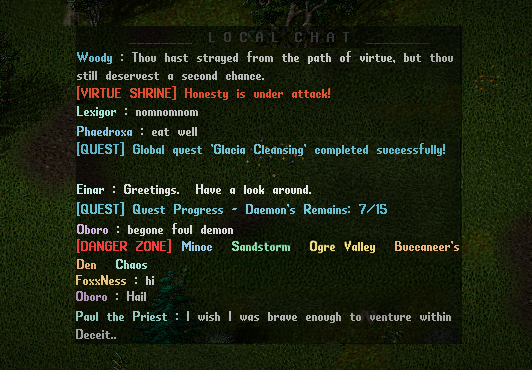 LOCAL CHAT
Woody : Thou hast strayed from the path of virtue, but thou
still deservest a second chance.
[VIRTUE SHRINE] Honesty is under attack!
Lexigor : nomnomnom
Phaedroxa : eat well
[QUEST] Global quest 'Glacia Cleansing' completed successfully!
Einar : Greetings. Have a look around.
[QUEST] Quest Progress - Daemon's Remains: 7/15
Oboro : begone foul demon
[DANGER ZONE] Minoc Sandstorm Ogre Valley Buccaneer's
Den Chaos
FoxxNess : hi
Oboro : Hail
Paul the Priest : I wish I was brave enough to venture within
Deceit..